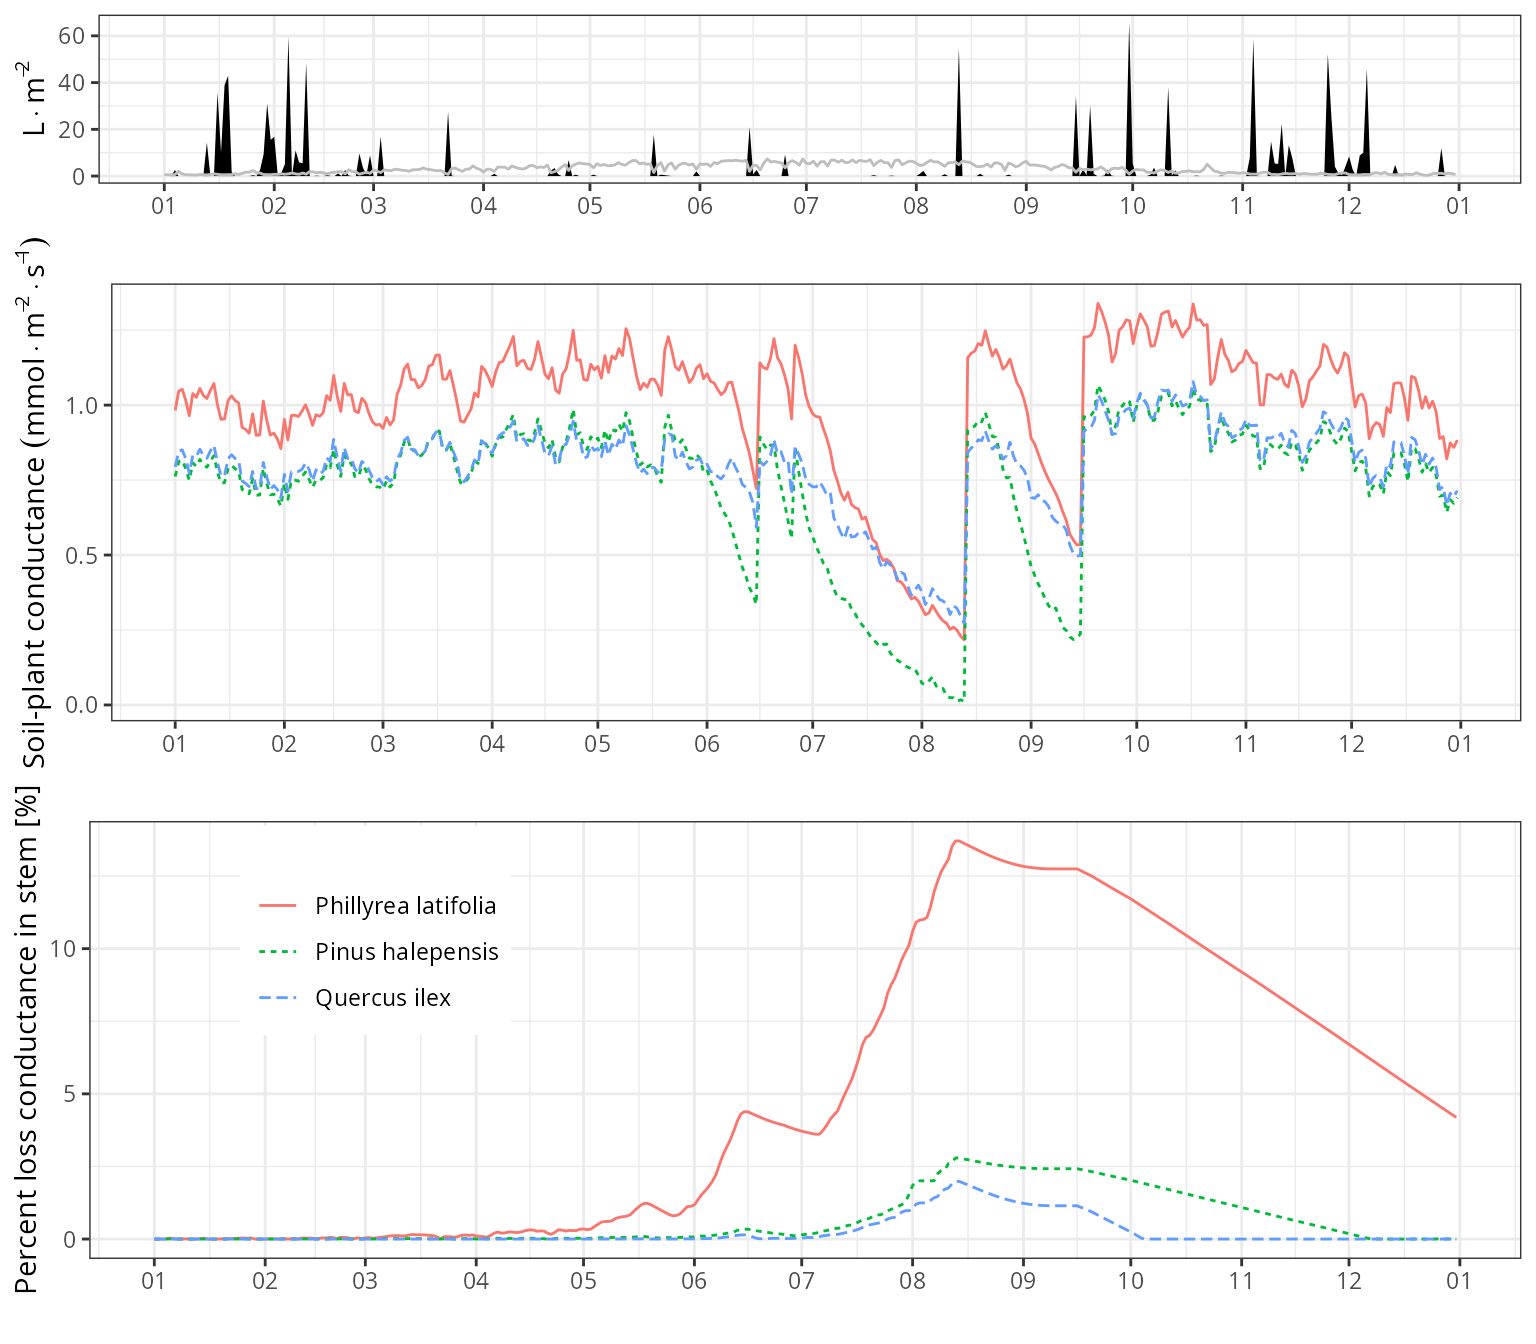 L · m⁻²
60
40
20
0
01 02 03 04 05 06 07 08 09 10 11 12 01
Soil-plant conductance (mmol · m⁻² · s⁻¹)
1.0
0.5
0.0
01 02 03 04 05 06 07 08 09 10 11 12 01
Percent loss conductance in stem [%]
10
5
0
Phillyrea latifolia
Pinus halepensis
Quercus ilex
01 02 03 04 05 06 07 08 09 10 11 12 01